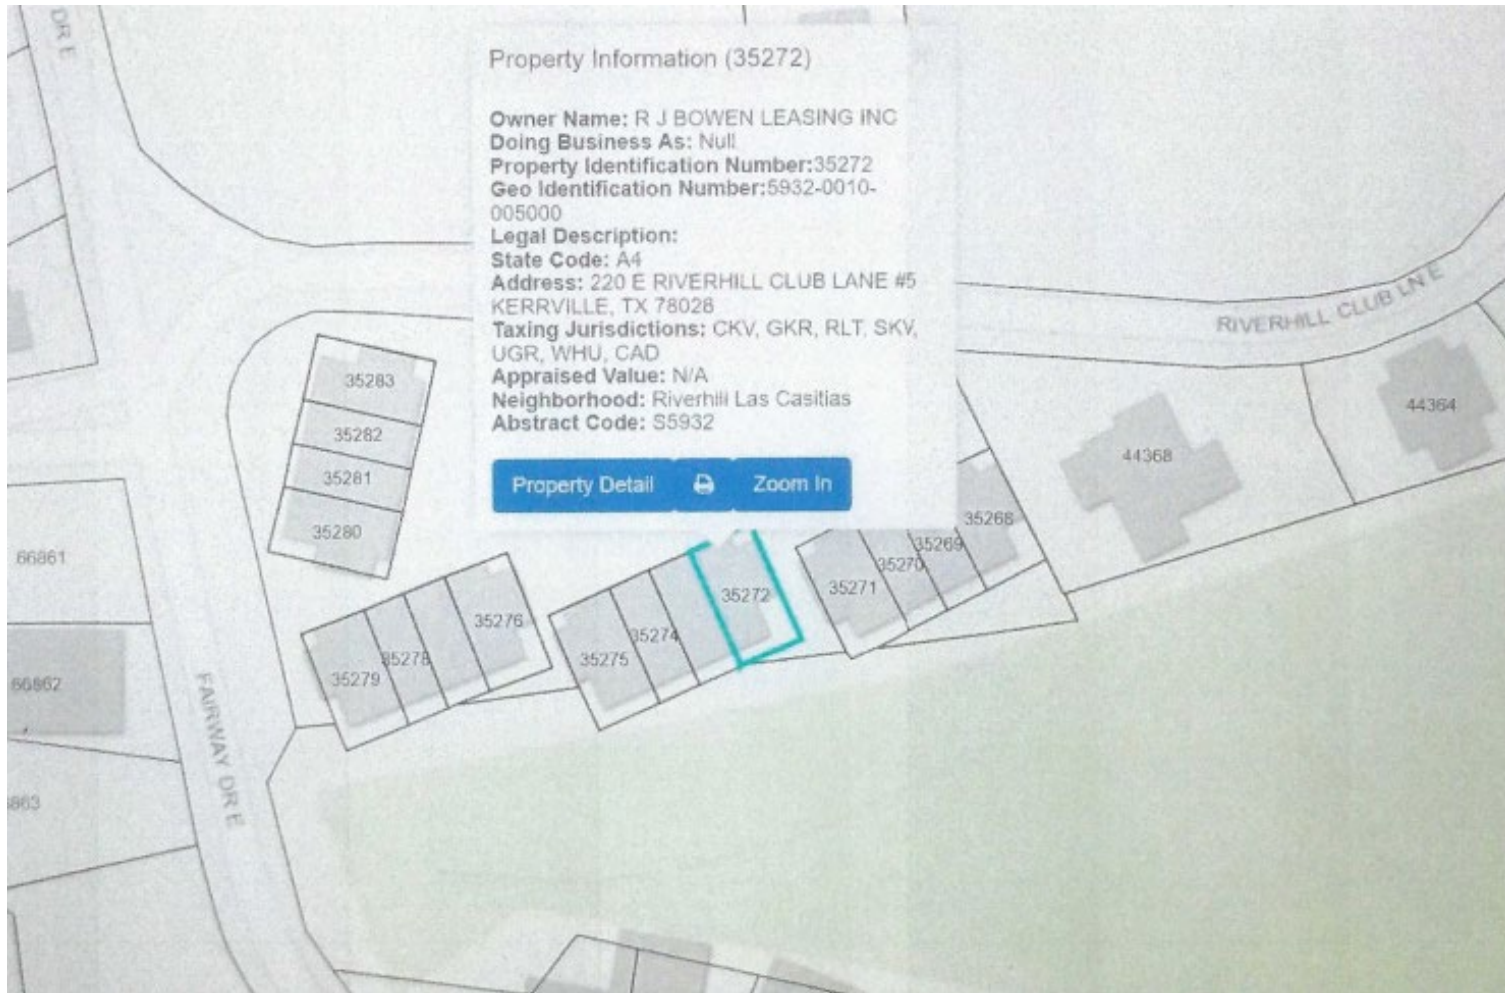 DR E
Property Information (35272)
Owner Name: R J BOWEN LEASING INC
Doing Business As: Null
Property Identification Number:35272
Geo Identification Number:5932-0010-
005000
Legal Description:
State Code: A4
Address: 220 E RIVERHILL CLUB LANE #5
KERRVILLE, TX 78028
Taxing Jurisdictions: CKV, GKR, RLT, SKV,
UGR, WHU, CAD
Appraised Value: N/A
Neighborhood: Riverhill Las Casitias
Abstract Code: S5932
Property Detail
Zoom In
RIVERHILL CLUB LN E
35283
35282
35281
35280
44364
44368
35268
35269
35270
35271
35272
35274
35275
35276
35278
35279
66861
66862
FAIRWAY DR E